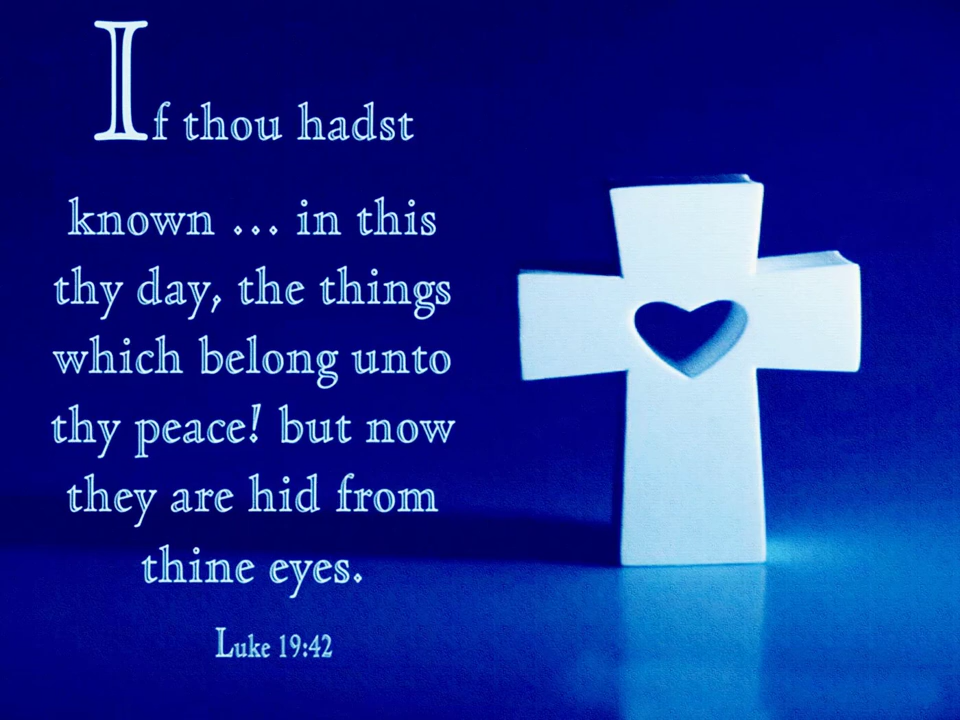 If thou hadst
known ... in this
thy day, the things
which belong unto
thy peace! but now
they are hid from
thine eyes.
Luke 19:42